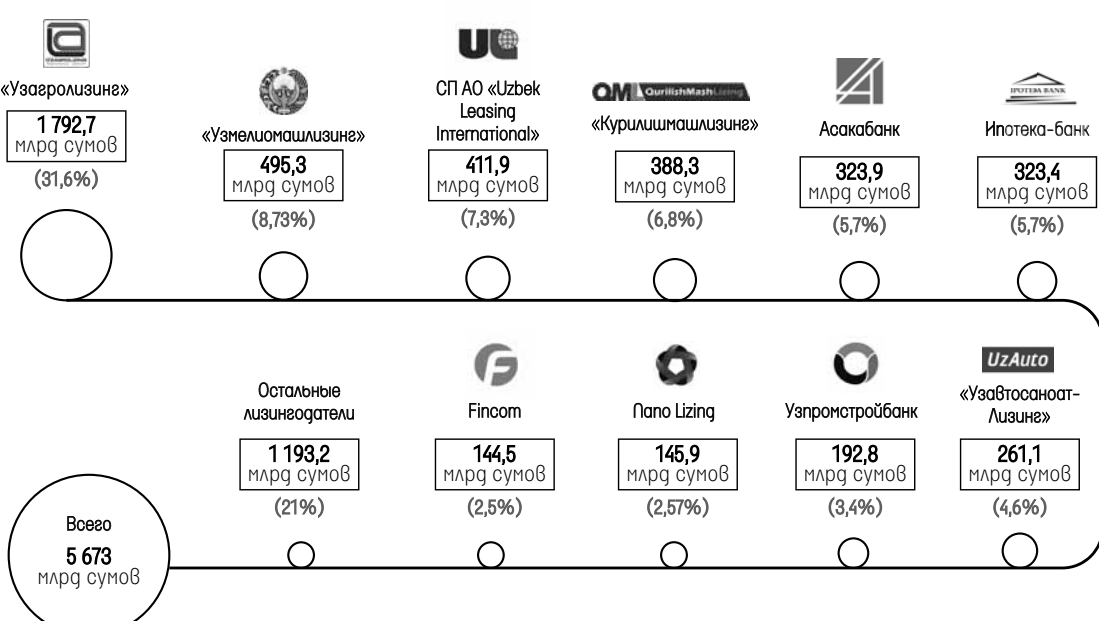 «Узагролизинг»
1 792,7
млрд сумов
(31,6%)
«Узмелиомашлизинг»
495,3
млрд сумов
(8,73%)
СП АО «Uzbek
Leasing
International»
411,9
млрд сумов
(7,3%)
QML QurilishMashLizing
«Курилишмашлизинг»
388,3
млрд сумов
(6,8%)
Асакабанк
323,9
млрд сумов
(5,7%)
IPOTEKA BANK
Ипотека-банк
323,4
млрд сумов
(5,7%)
Остальные
лизингодатели
1 193,2
млрд сумов
(21%)
Fincom
144,5
млрд сумов
(2,5%)
Nano Lizing
145,9
млрд сумов
(2,57%)
Узпромстройбанк
192,8
млрд сумов
(3,4%)
UzAuto
«Узавтосаноат-
Лизинг»
261,1
млрд сумов
(4,6%)
Всего
5 673
млрд сумов